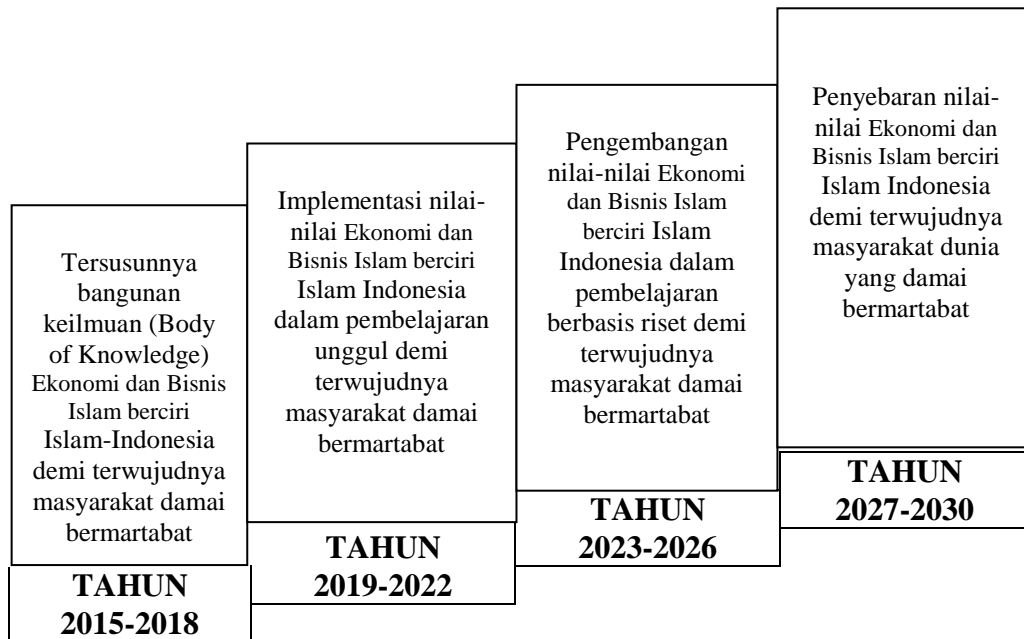 Tersusunnya
bangunan
keilmuan (Body
of Knowledge)
Ekonomi dan Bisnis
Islam berciri
Islam-Indonesia
demi terwujudnya
masyarakat damai
bermartabat
TAHUN
2015-2018
Implementasi nilai-
nilai Ekonomi dan
Bisnis Islam berciri
Islam Indonesia
dalam pembelajaran
unggul demi
terwujudnya
masyarakat damai
bermartabat
TAHUN
2019-2022
Pengembangan
nilai-nilai Ekonomi
dan Bisnis Islam
berciri Islam
Indonesia dalam
pembelajaran
berbasis riset demi
terwujudnya
masyarakat damai
bermartabat
TAHUN
2023-2026
Penyebaran nilai-
nilai Ekonomi dan
Bisnis Islam berciri
Islam Indonesia
demi terwujudnya
masyarakat dunia
yang damai
bermartabat
TAHUN
2027-2030